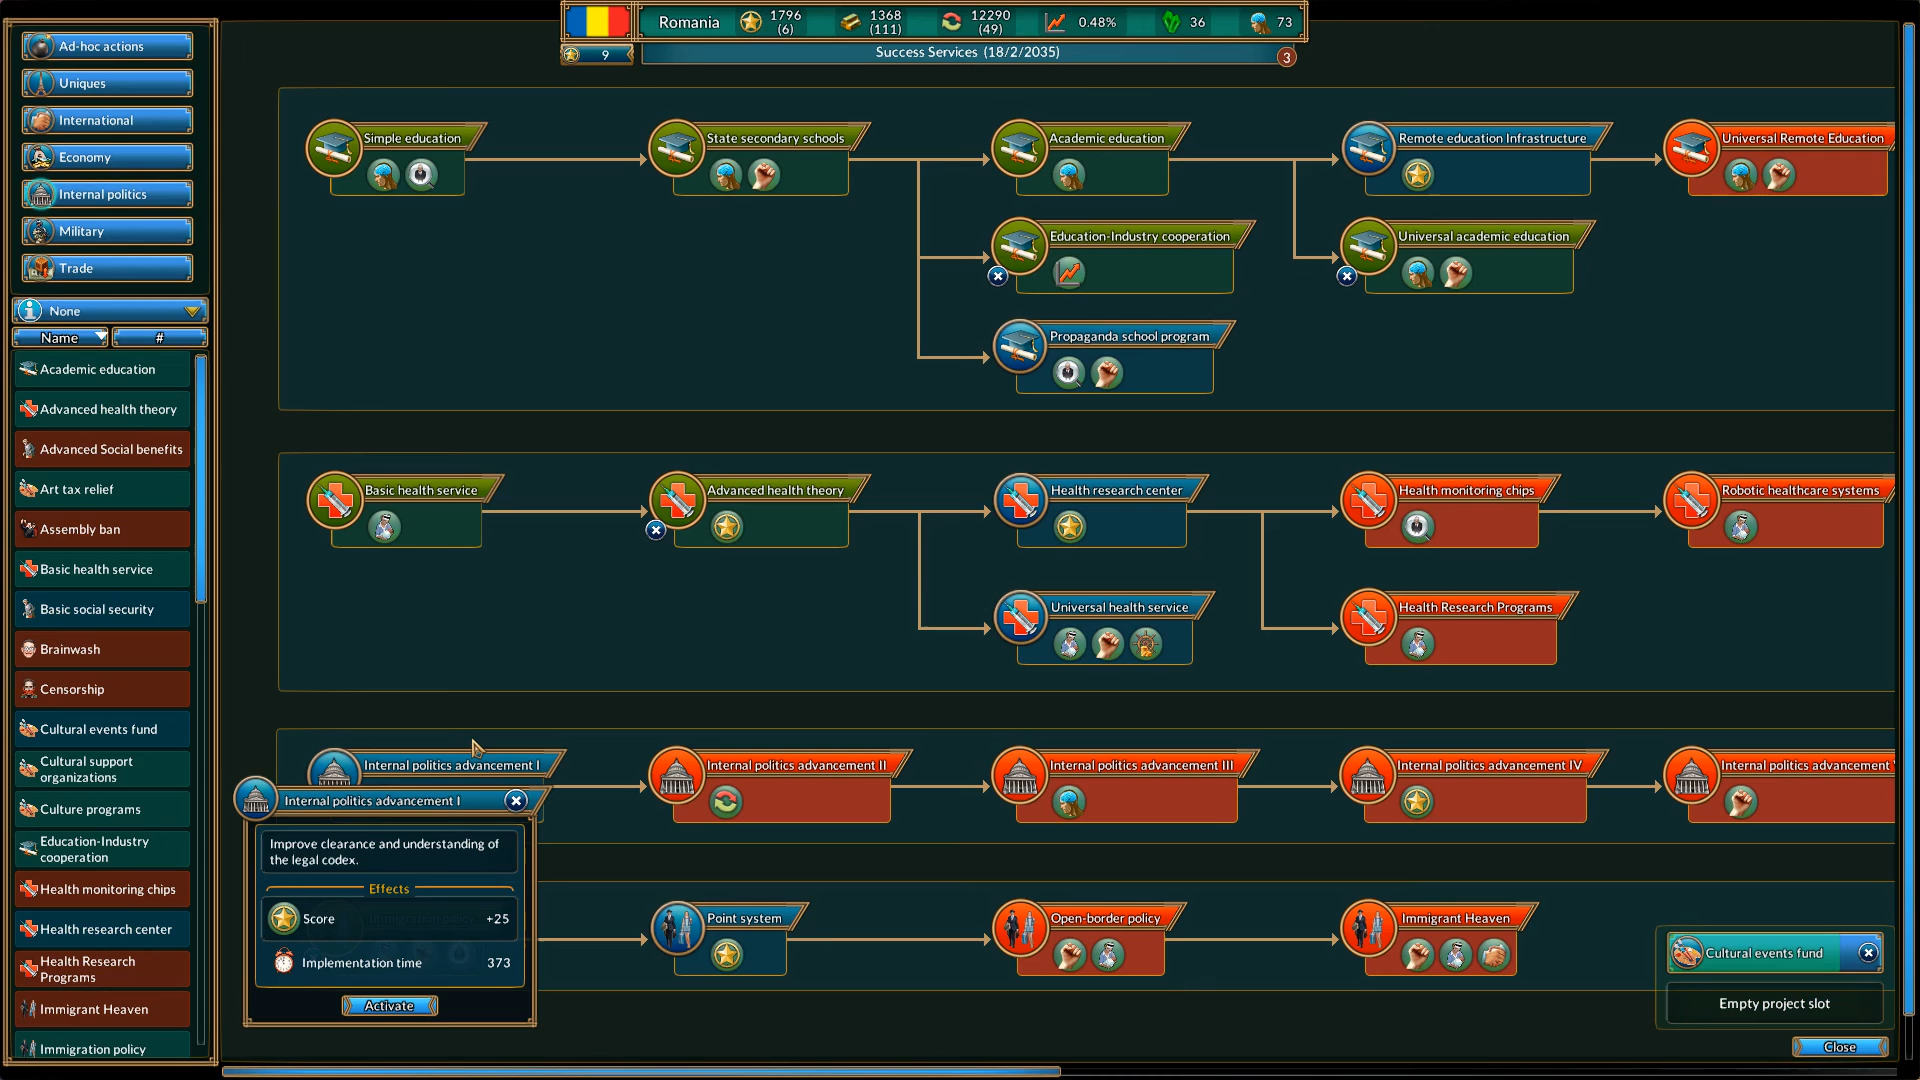 Romania
1796
(6)
1368
(111)
12290
(49)
0.48%
36
73
9
Success Services (18/2/2035)
3
Ad-hoc actions
Uniques
International
Economy
Internal politics
Military
Trade
None
Name
#
Academic education
Advanced health theory
Advanced Social benefits
Art tax relief
Assembly ban
Basic health service
Basic social security
Brainwash
Censorship
Cultural events fund
Cultural support
organizations
Culture programs
Education-Industry
cooperation
Health monitoring chips
Health research center
Health Research
Programs
Immigrant Heaven
Immigration policy
Simple education
State secondary schools
Academic education
Remote education Infrastructure
Universal Remote Education
Education-Industry cooperation
Universal academic education
Propaganda school program
Basic health service
Advanced health theory
Health research center
Health monitoring chips
Robotic healthcare systems
Universal health service
Health Research Programs
Internal politics advancement I
Internal politics advancement II
Internal politics advancement III
Internal politics advancement IV
Internal politics advancement
Internal politics advancement I
Improve clearance and understanding of
the legal codex.
Effects
Score +25
Implementation time 373
Activate
Point system
Open-border policy
Immigrant Heaven
Cultural events fund
Empty project slot
Close